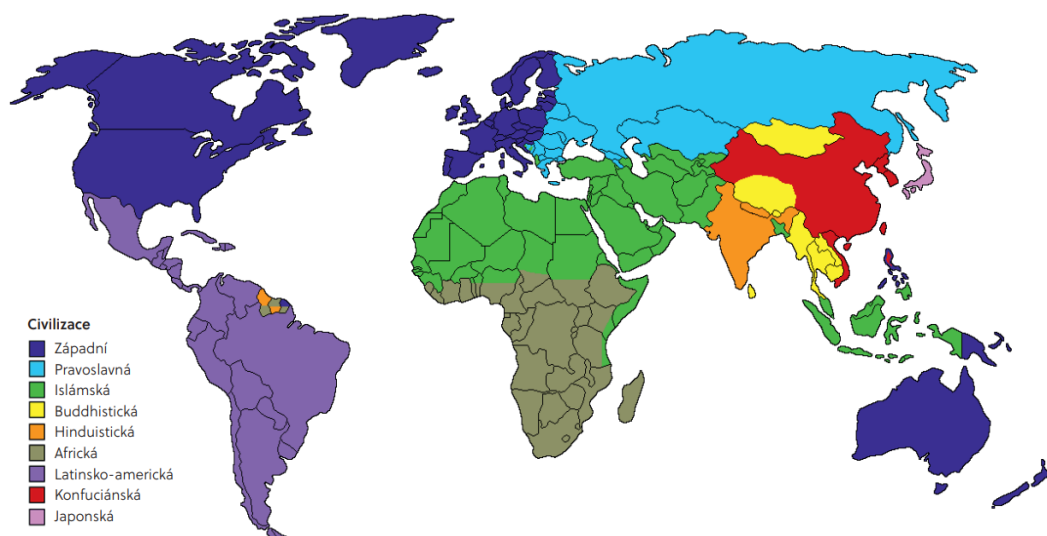 Civilizace
Západní
Pravoslavná
Islámská
Buddhistická
Hinduistická
Africká
Latinsko-americká
Konfuciánská
Japonská